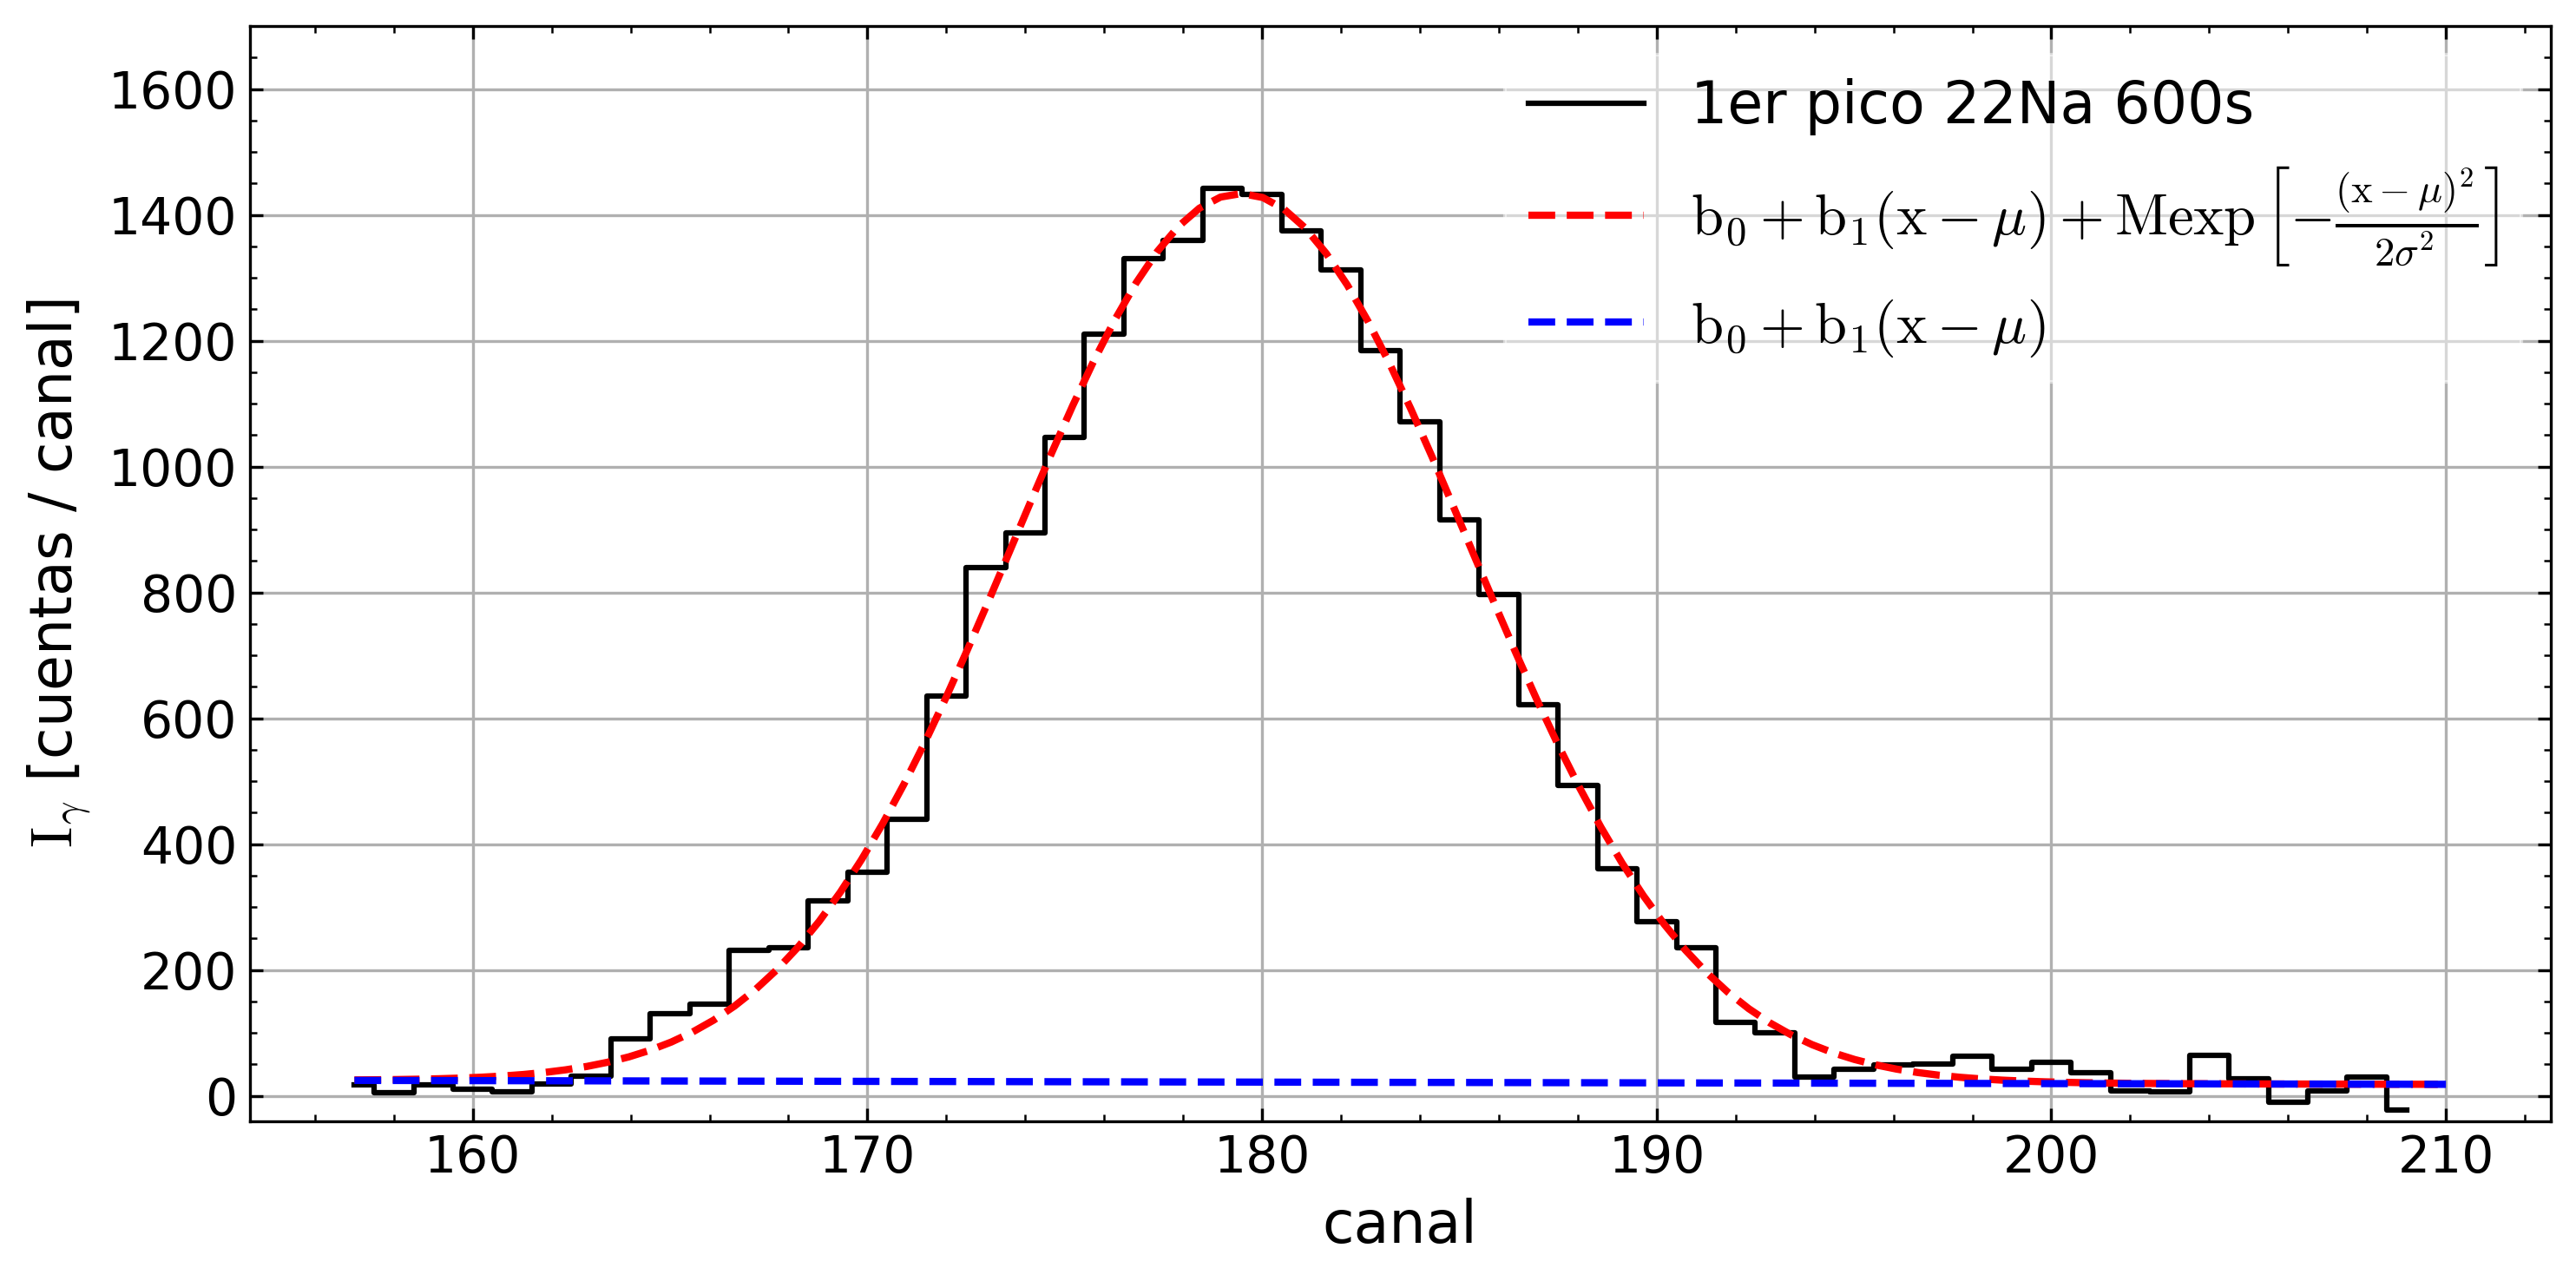 1600
1400
1200
1000
800
600
400
200
0
I_γ [cuentas / canal]
1er pico 22Na 600s
b₀ + b₁(x − μ) + Mexp [−(x − μ)²/2σ²]
b₀ + b₁(x − μ)
160 170 180 190 200 210
canal